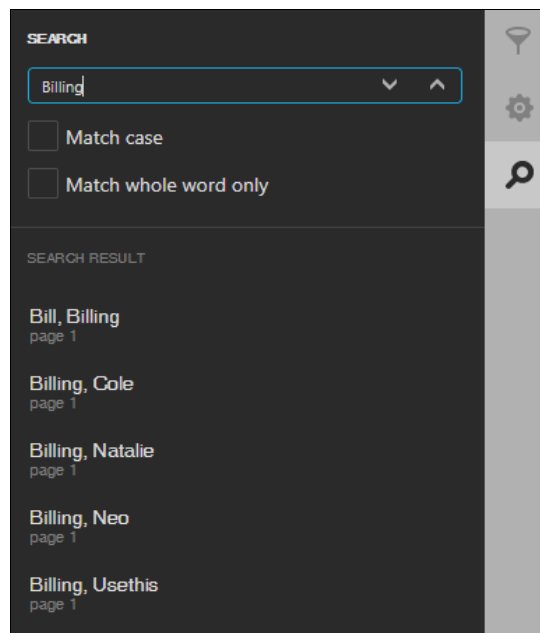 SEARCH
Billing
Match case
Match whole word only
SEARCH RESULT
Bill, Billing
page 1
Billing, Cole
page 1
Billing, Natalie
page 1
Billing, Neo
page 1
Billing, Usethis
page 1